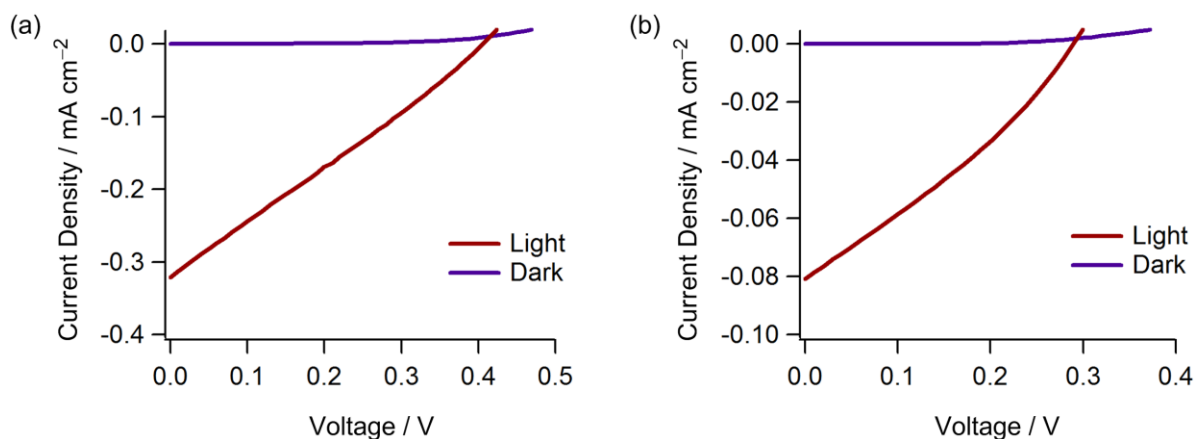 (a)
0.0
-0.1
-0.2
-0.3
-0.4
Current Density / mA cm⁻²
Light
Dark
0.0 0.1 0.2 0.3 0.4 0.5
Voltage / V
(b)
0.00
-0.02
-0.04
-0.06
-0.08
-0.10
Current Density / mA cm⁻²
Light
Dark
0.0 0.1 0.2 0.3 0.4
Voltage / V